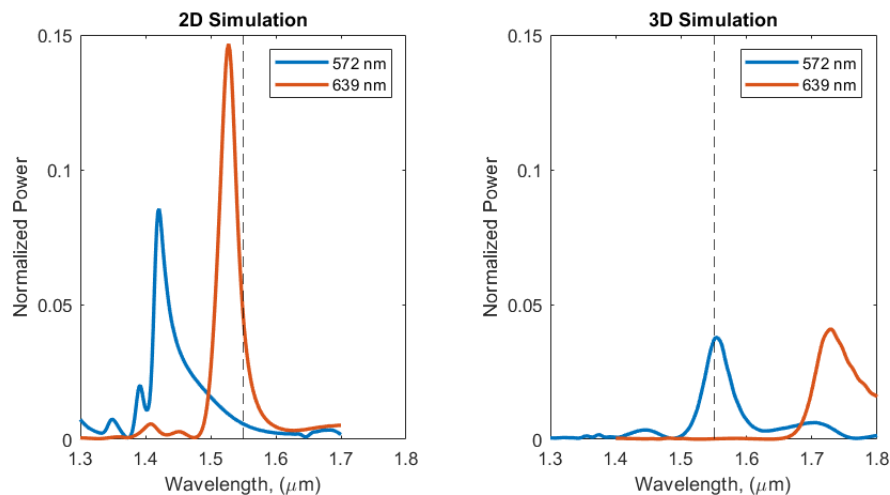 2D Simulation
0.15
0.1
0.05
0
Normalized Power
572 nm
639 nm
1.3 1.4 1.5 1.6 1.7 1.8
Wavelength, (μm)
3D Simulation
0.15
0.1
0.05
0
Normalized Power
572 nm
639 nm
1.3 1.4 1.5 1.6 1.7 1.8
Wavelength, (μm)